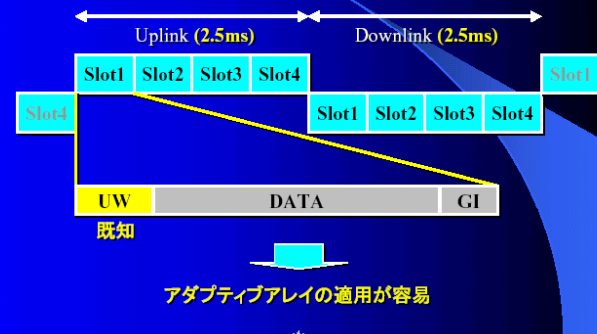 Uplink (2.5ms) Downlink (2.5ms)
Slot1 Slot2 Slot3 Slot4 Slot1
Slot4 Slot1 Slot2 Slot3 Slot4
UW DATA GI
既知
アダプティブアレイの適用が容易